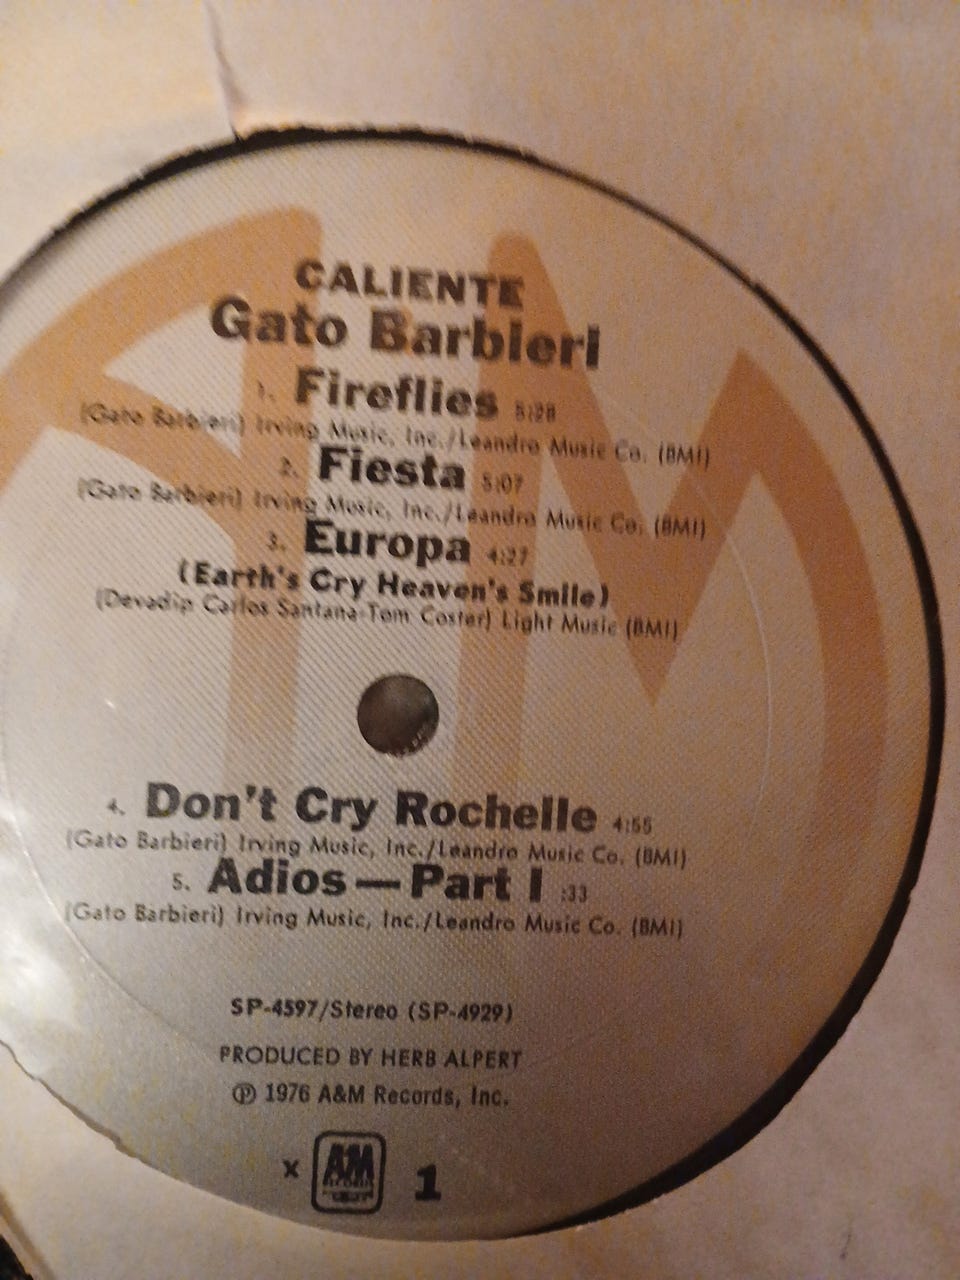 CALIENTE
Gato Barbieri
1. Fireflies 5:28
(Gato Barbieri) Irving Music, Inc./Leandro Music Co. (BMI)
2. Fiesta 5:07
(Gato Barbieri) Irving Music, Inc./Leandro Music Co. (BMI)
3. Europa 4:27
(Earth's Cry Heaven's Smile)
(Devadip Carlos Santana-Tom Coster) Light Music (BMI)
4. Don't Cry Rochelle 4:55
(Gato Barbieri) Irving Music, Inc./Leandro Music Co. (BMI)
5. Adios—Part I :33
(Gato Barbieri) Irving Music, Inc./Leandro Music Co. (BMI)
SP-4597/Stereo (SP-4929)
PRODUCED BY HERB ALPERT
℗ 1976 A&M Records, Inc.
x AM RECORDS 1